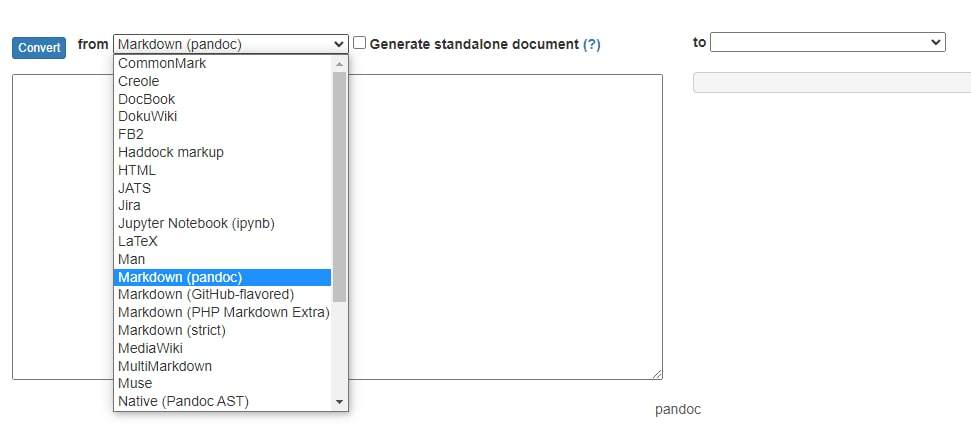 Convert from Markdown (pandoc) Generate standalone document (?) to
CommonMark
Creole
DocBook
DokuWiki
FB2
Haddock markup
HTML
JATS
Jira
Jupyter Notebook (ipynb)
LaTeX
Man
Markdown (pandoc)
Markdown (GitHub-flavored)
Markdown (PHP Markdown Extra)
Markdown (strict)
MediaWiki
MultiMarkdown
Muse
Native (Pandoc AST)
pandoc